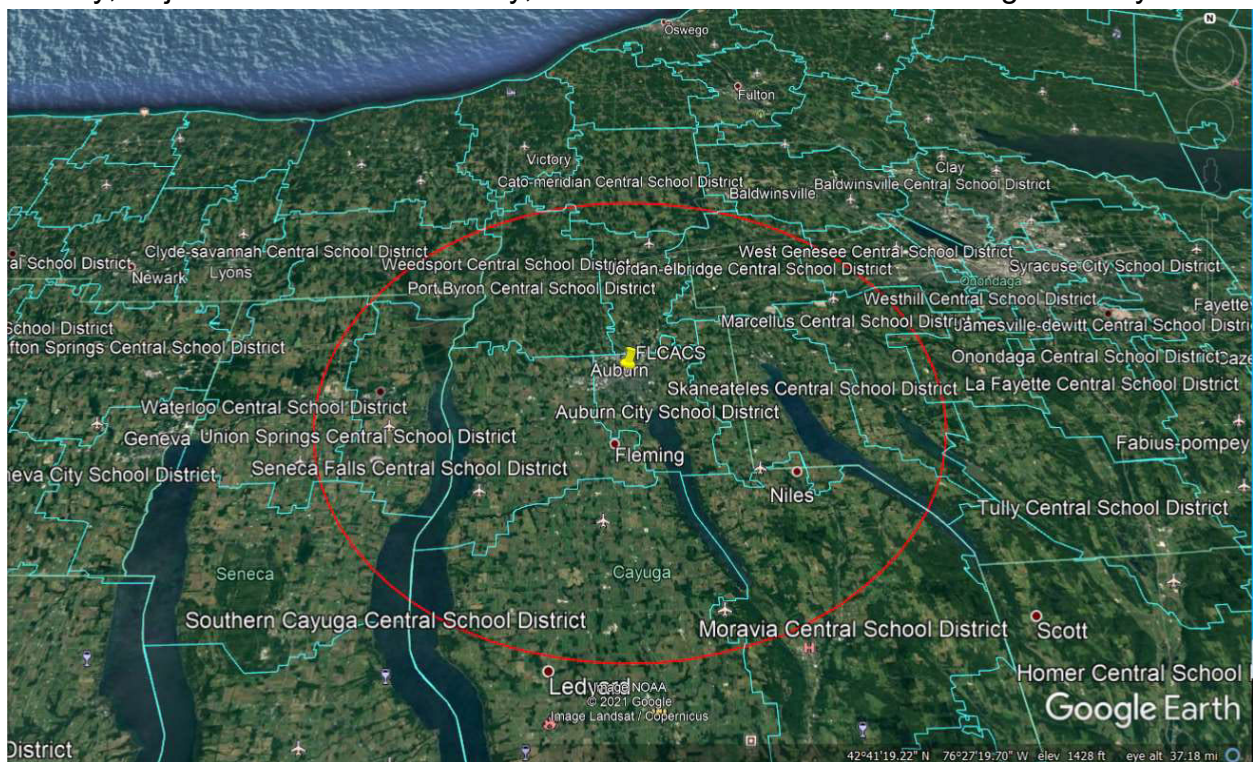 Oswego
Fulton
Victory
Clay
Cato-meridian Central School District
Baldwinsville Central School District
Baldwinsville
Clyde-savannah Central School District
West Genesee Central School District
Weedsport Central School District
Jordan-elbridge Central School District
Syracuse City School District
ral School District
Newark
Lyons
Port Byron Central School District
Onondaga
Westhill Central School District
Fayette
Marcellus Central School District
Jamesville-dewitt Central School Distri
School District
fton Springs Central School District
FLCACS
Auburn
Onondaga Central School District
Caze
Skaneateles Central School District
La Fayette Central School District
Waterloo Central School District
Auburn City School District
Geneva
Union Springs Central School District
Fleming
Fabius-pompey
neva City School District
Seneca Falls Central School District
Niles
Tully Central School District
Seneca
Cayuga
Southern Cayuga Central School District
Moravia Central School District
Scott
Homer Central School
Ledyard
Image NOAA
© 2021 Google
Image Landsat / Copernicus
Google Earth
District
42°41'19.22" N 76°27'19.70" W elev 1428 ft eye alt 37.18 mi
N